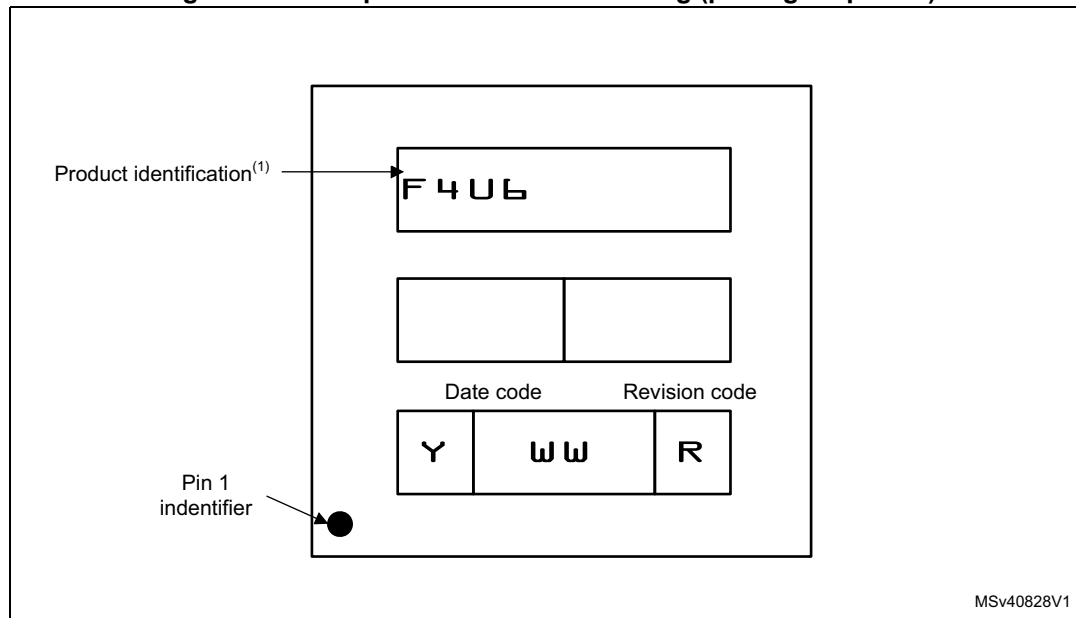 Product identification(1)
F4U6
Date code Revision code
Y WW R
Pin 1
indentifier
MSv40828V1